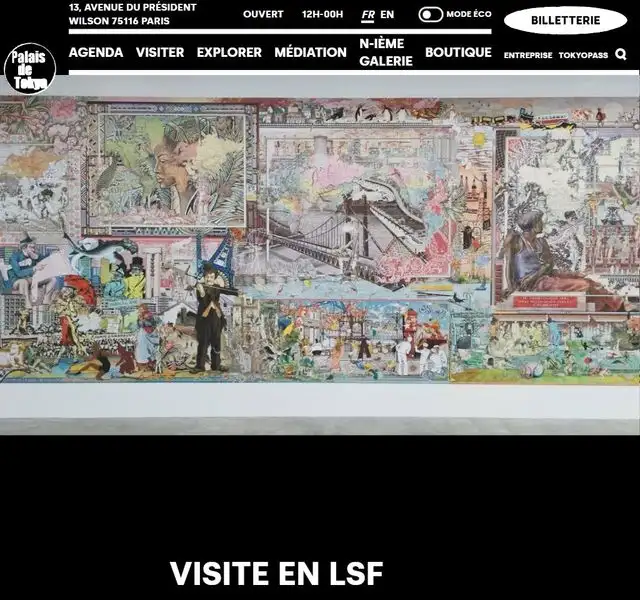 13, AVENUE DU PRÉSIDENT
WILSON 75116 PARIS
OUVERT
12H-00H
FR EN
MODE ÉCO
BILLETTERIE
Palais
de
Tokyo
AGENDA
VISITER
EXPLORER
MÉDIATION
N-IÈME
GALERIE
BOUTIQUE
ENTREPRISE
TOKYOPASS
VISITE EN LSF